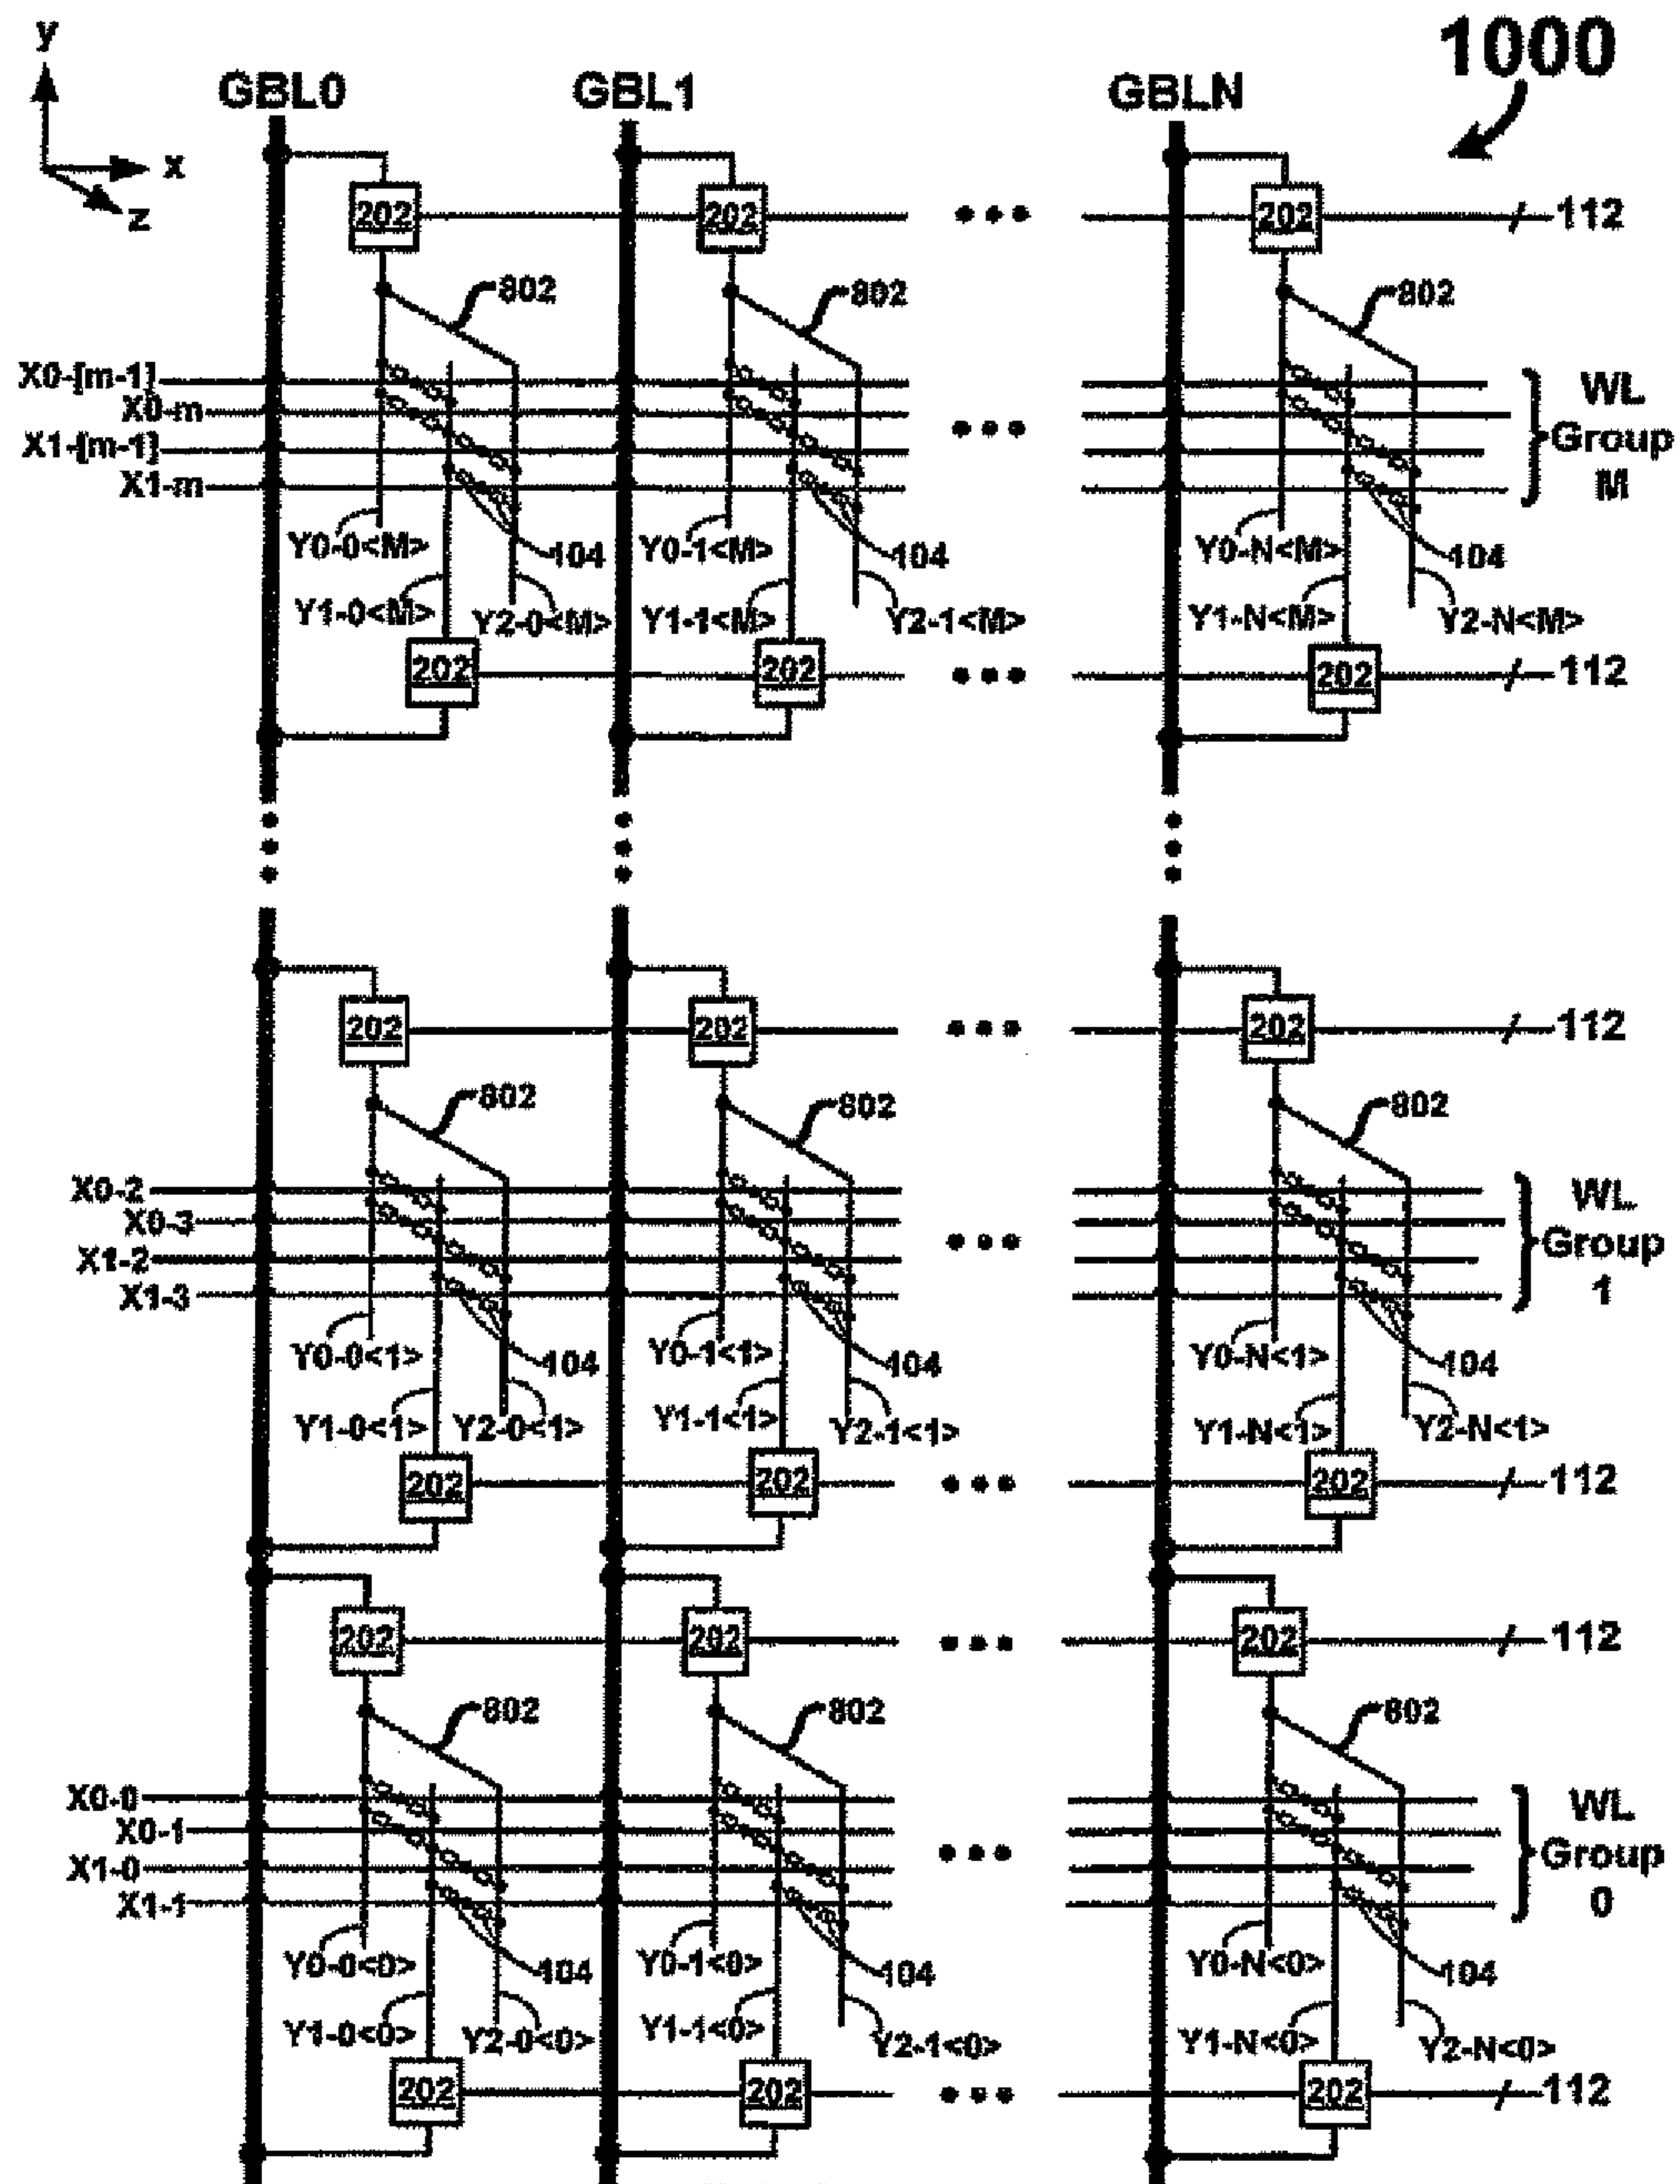 y
1000
GBL0 GBL1 GBLN
x
z
202 202 ••• 202 112
802 802 802
X0-[m-1]
X0-m
X1-[m-1]
X1-m
•••
WL
Group
M
Y0-0<M> 104 Y0-1<M> 104 Y0-N<M> 104
Y1-0<M> Y2-0<M> Y1-1<M> Y2-1<M> Y1-N<M> Y2-N<M>
202 202 ••• 202 112
202 202 ••• 202 112
802 802 802
X0-2
X0-3
X1-2
X1-3
•••
WL
Group
1
Y0-0<1> 104 Y0-1<1> 104 Y0-N<1> 104
Y1-0<1> Y2-0<1> Y1-1<1> Y2-1<1> Y1-N<1> Y2-N<1>
202 202 ••• 202 112
202 202 ••• 202 112
802 802 802
X0-0
X0-1
X1-0
X1-1
•••
WL
Group
0
Y0-0<0> 104 Y0-1<0> 104 Y0-N<0> 104
Y1-0<0> Y2-0<0> Y1-1<0> Y2-1<0> Y1-N<0> Y2-N<0>
202 202 ••• 202 112